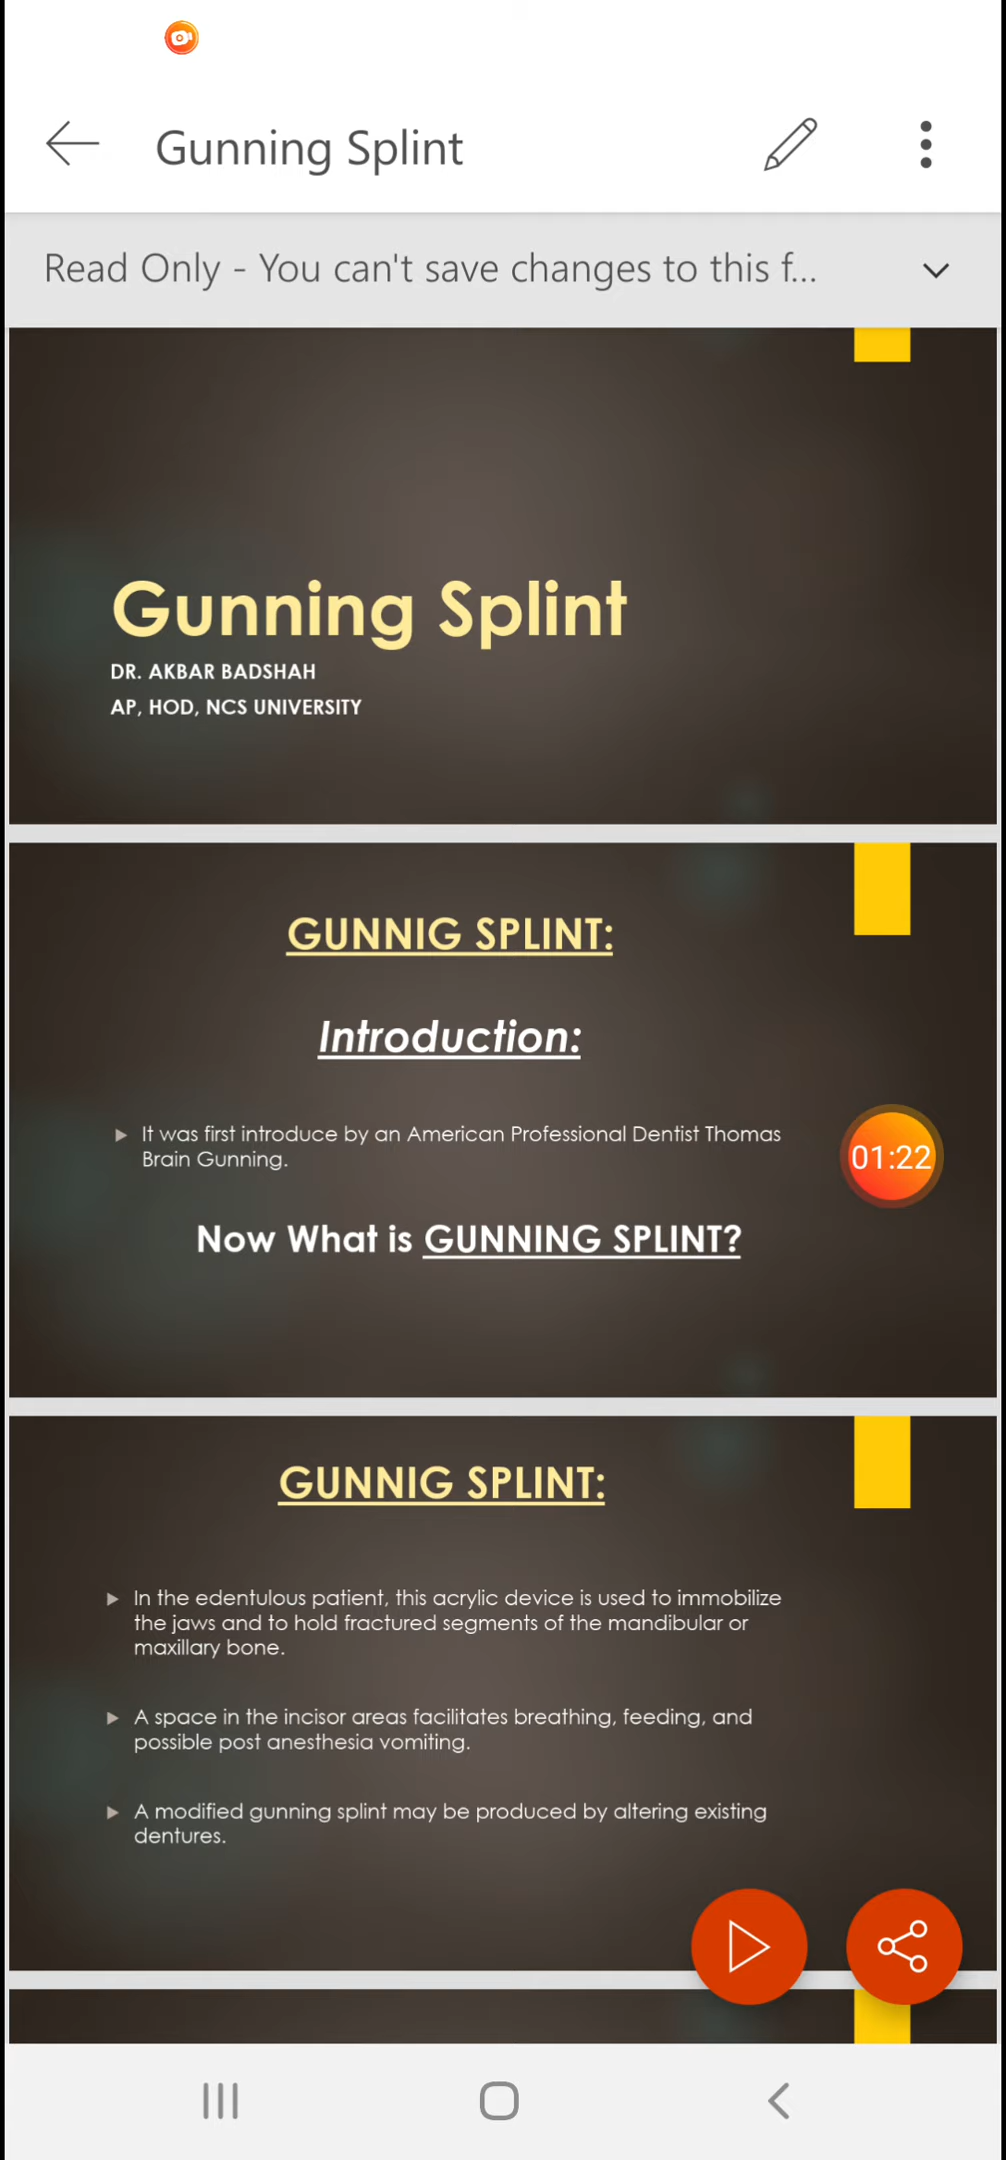 Gunning Splint
Read Only - You can't save changes to this f...
Gunning Splint
DR. AKBAR BADSHAH
AP, HOD, NCS UNIVERSITY
GUNNIG SPLINT:
Introduction:
It was first introduce by an American Professional Dentist Thomas
Brain Gunning.
01:22
Now What is GUNNING SPLINT?
GUNNIG SPLINT:
In the edentulous patient, this acrylic device is used to immobilize
the jaws and to hold fractured segments of the mandibular or
maxillary bone.
A space in the incisor areas facilitates breathing, feeding, and
possible post anesthesia vomiting.
A modified gunning splint may be produced by altering existing
dentures.